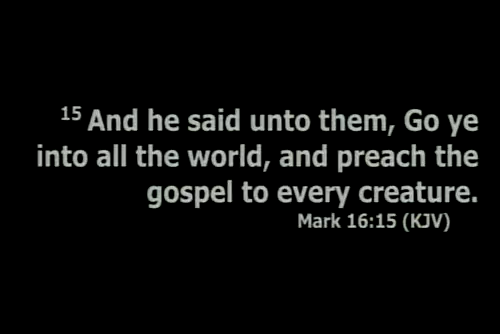 15 And he said unto them, Go ye
into all the world, and preach the
gospel to every creature.
Mark 16:15 (KJV)